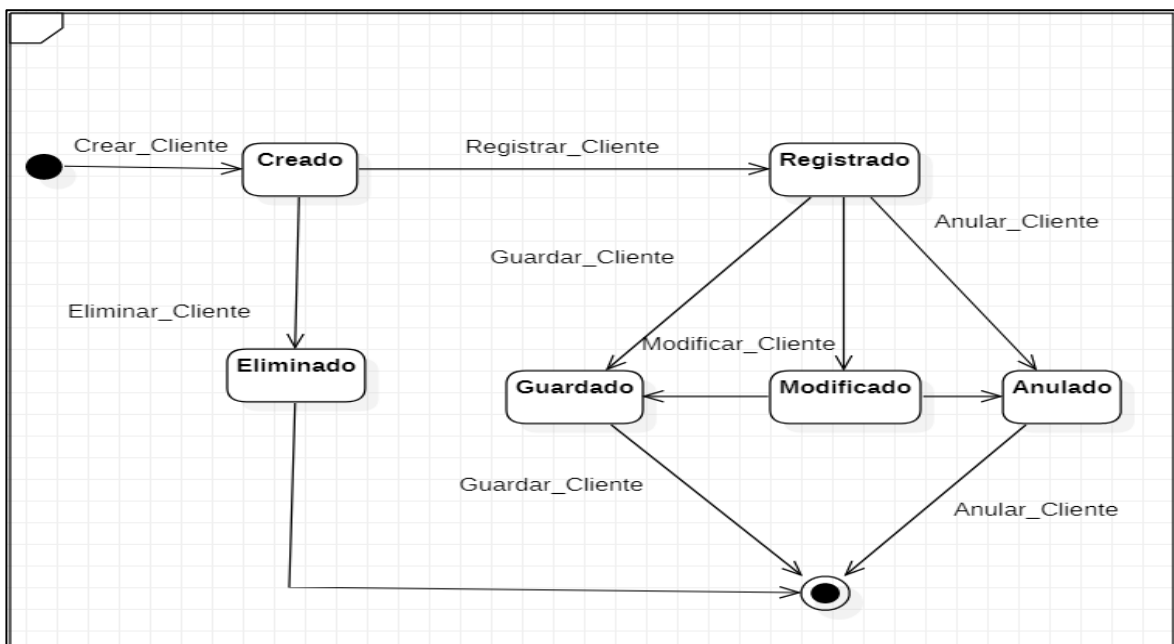 Crear_Cliente
Creado
Registrar_Cliente
Registrado
Anular_Cliente
Guardar_Cliente
Eliminar_Cliente
Modificar_Cliente
Eliminado
Guardado
Modificado
Anulado
Guardar_Cliente
Anular_Cliente